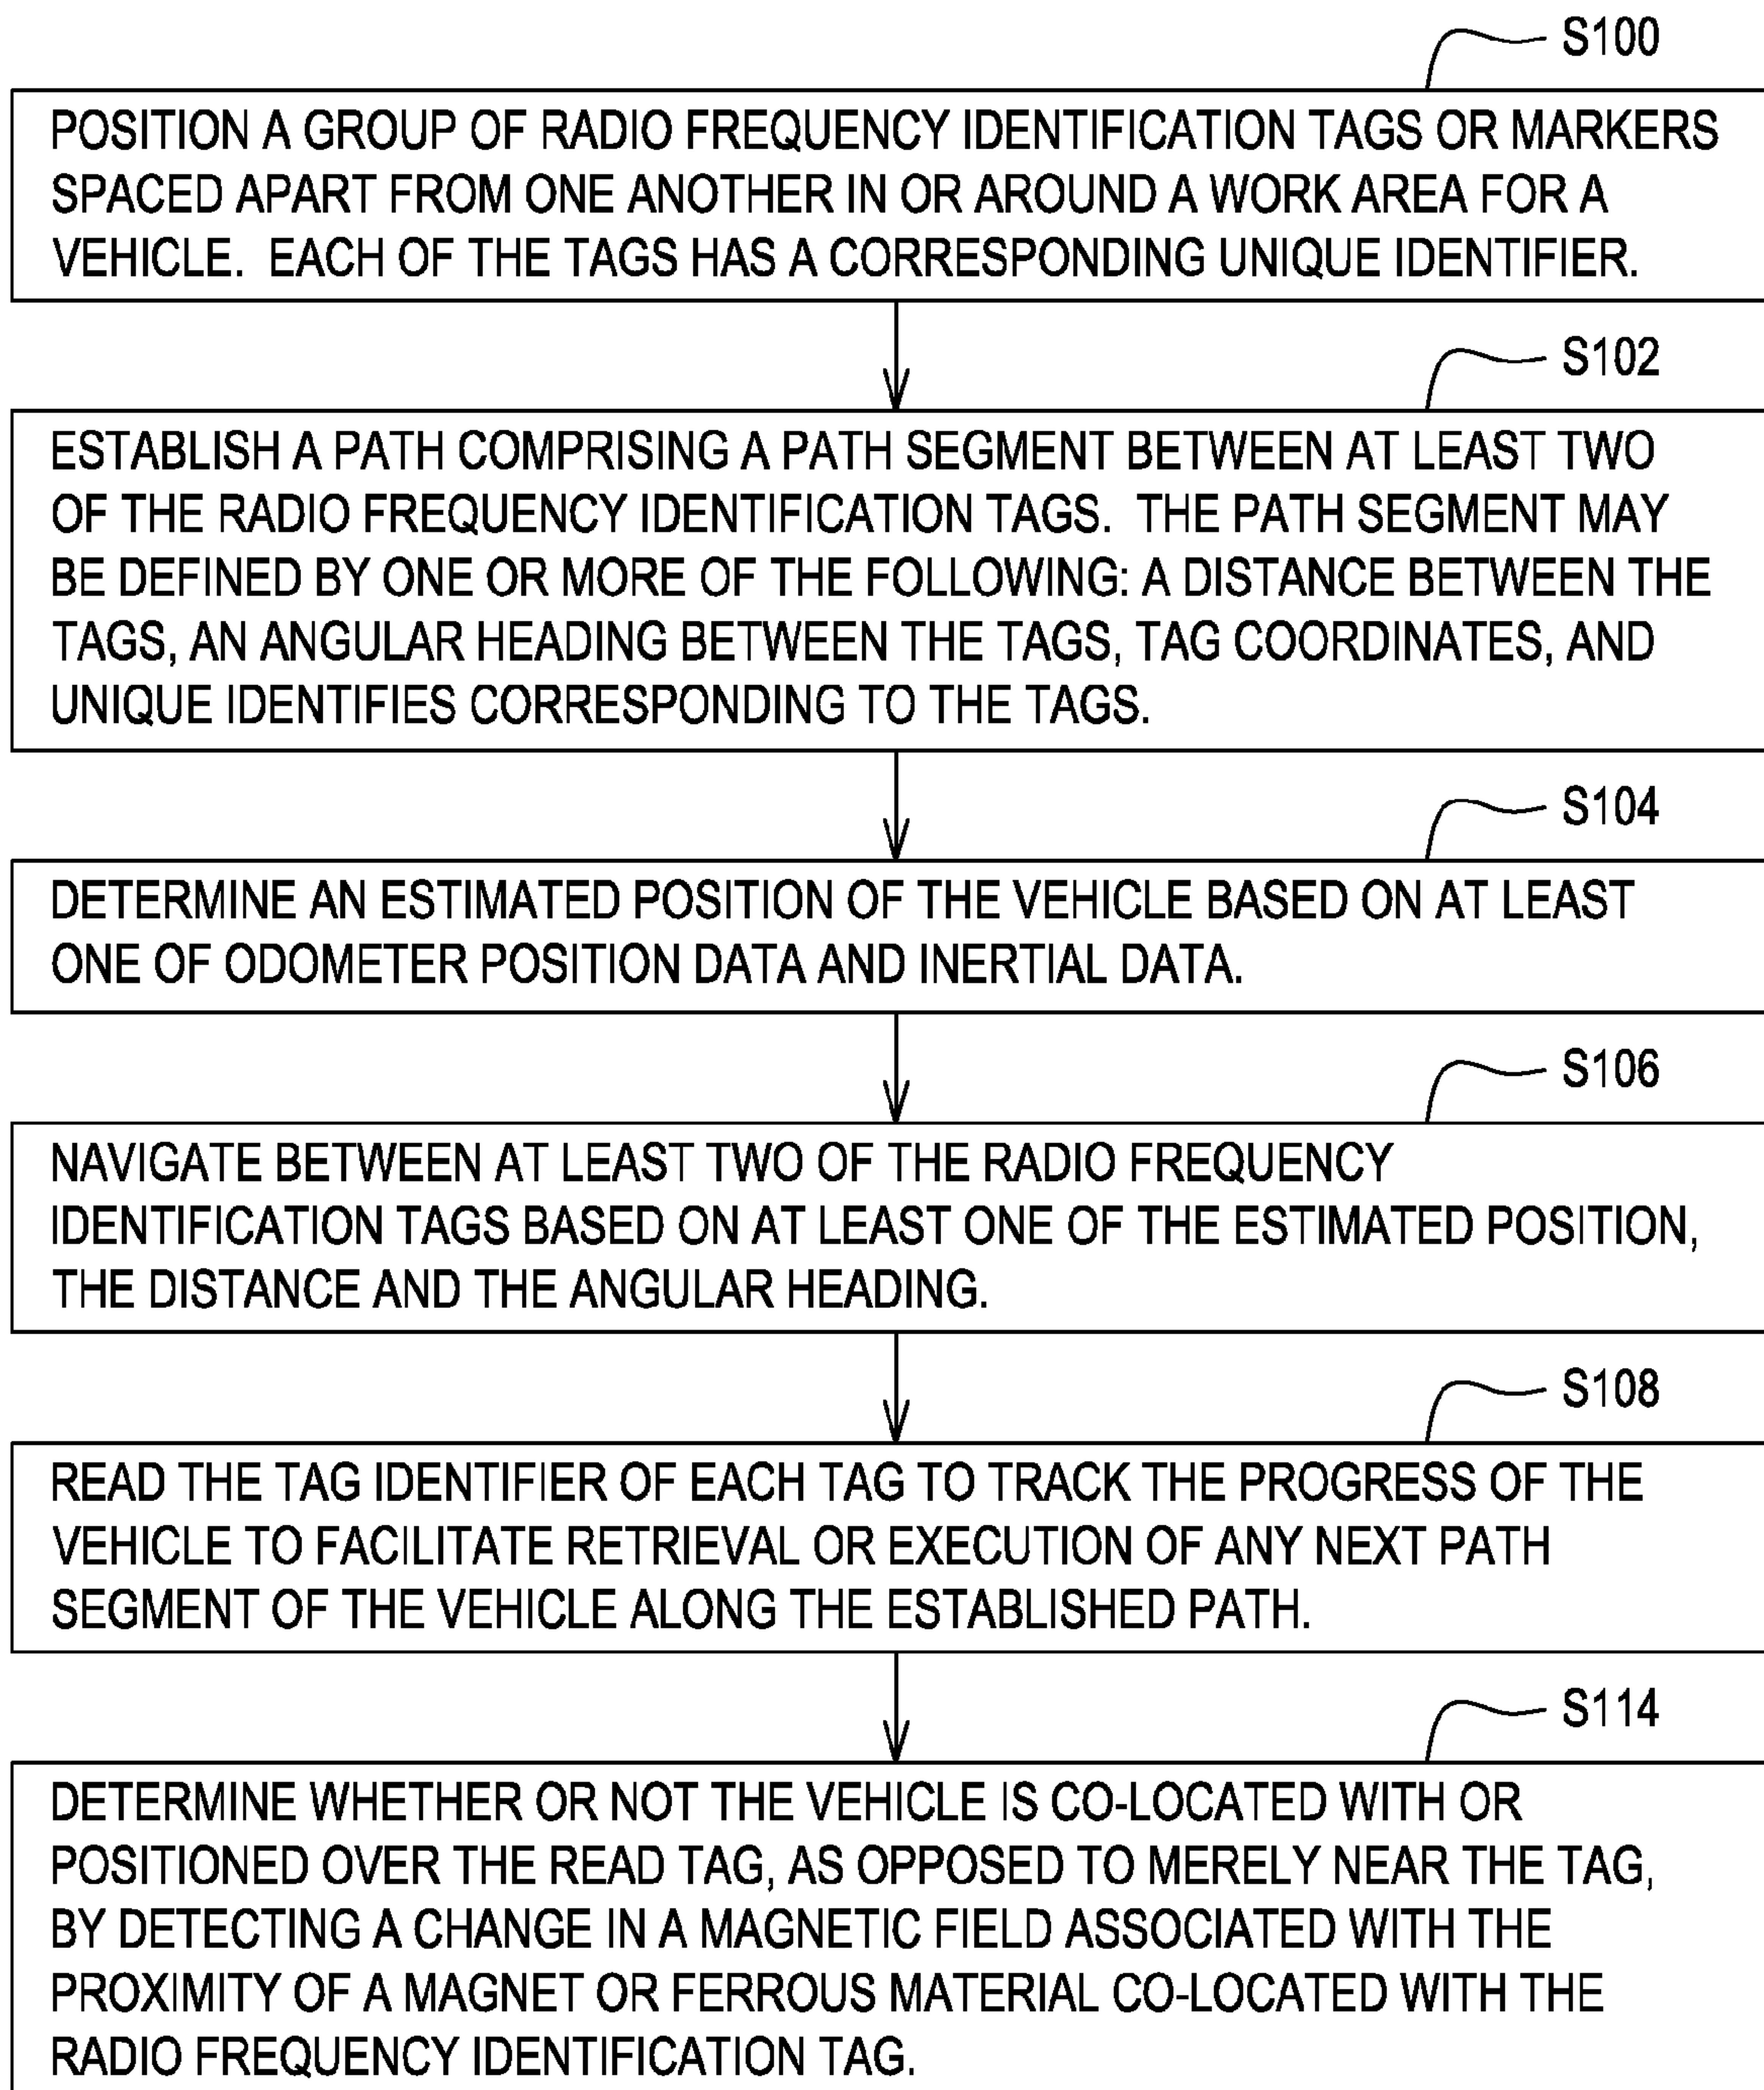 S100
POSITION A GROUP OF RADIO FREQUENCY IDENTIFICATION TAGS OR MARKERS
SPACED APART FROM ONE ANOTHER IN OR AROUND A WORK AREA FOR A
VEHICLE. EACH OF THE TAGS HAS A CORRESPONDING UNIQUE IDENTIFIER.
S102
ESTABLISH A PATH COMPRISING A PATH SEGMENT BETWEEN AT LEAST TWO
OF THE RADIO FREQUENCY IDENTIFICATION TAGS. THE PATH SEGMENT MAY
BE DEFINED BY ONE OR MORE OF THE FOLLOWING: A DISTANCE BETWEEN THE
TAGS, AN ANGULAR HEADING BETWEEN THE TAGS, TAG COORDINATES, AND
UNIQUE IDENTIFIES CORRESPONDING TO THE TAGS.
S104
DETERMINE AN ESTIMATED POSITION OF THE VEHICLE BASED ON AT LEAST
ONE OF ODOMETER POSITION DATA AND INERTIAL DATA.
S106
NAVIGATE BETWEEN AT LEAST TWO OF THE RADIO FREQUENCY
IDENTIFICATION TAGS BASED ON AT LEAST ONE OF THE ESTIMATED POSITION,
THE DISTANCE AND THE ANGULAR HEADING.
S108
READ THE TAG IDENTIFIER OF EACH TAG TO TRACK THE PROGRESS OF THE
VEHICLE TO FACILITATE RETRIEVAL OR EXECUTION OF ANY NEXT PATH
SEGMENT OF THE VEHICLE ALONG THE ESTABLISHED PATH.
S114
DETERMINE WHETHER OR NOT THE VEHICLE IS CO-LOCATED WITH OR
POSITIONED OVER THE READ TAG, AS OPPOSED TO MERELY NEAR THE TAG,
BY DETECTING A CHANGE IN A MAGNETIC FIELD ASSOCIATED WITH THE
PROXIMITY OF A MAGNET OR FERROUS MATERIAL CO-LOCATED WITH THE
RADIO FREQUENCY IDENTIFICATION TAG.